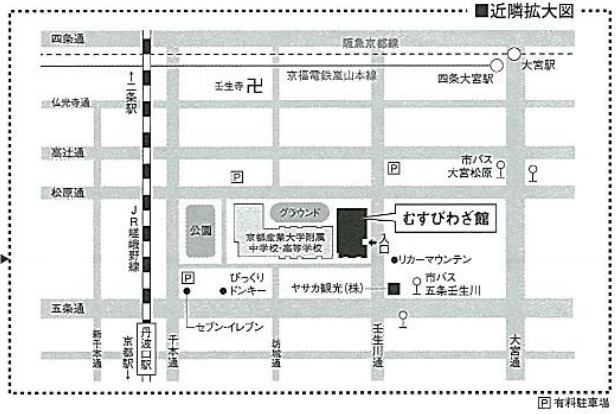 ■近隣拡大図
四条通
阪急京都線
大宮駅
京福電鉄嵐山本線
四条大宮駅
←二条駅
壬生寺卍
仏光寺通
高辻通
市バス
大宮松原
P
P
松原通
JR嵯峨野線
公園
グラウンド
京都産業大学附属
中学校・高等学校
むすびわざ館
←入口
リカーマウンテン
P
びっくり
ドンキー
ヤサカ観光(株)
市バス
五条壬生川
五条通
セブン-イレブン
新千本通
京都駅↓
丹波口駅
千本通
坊城通
壬生川通
大宮通
P 有料駐車場